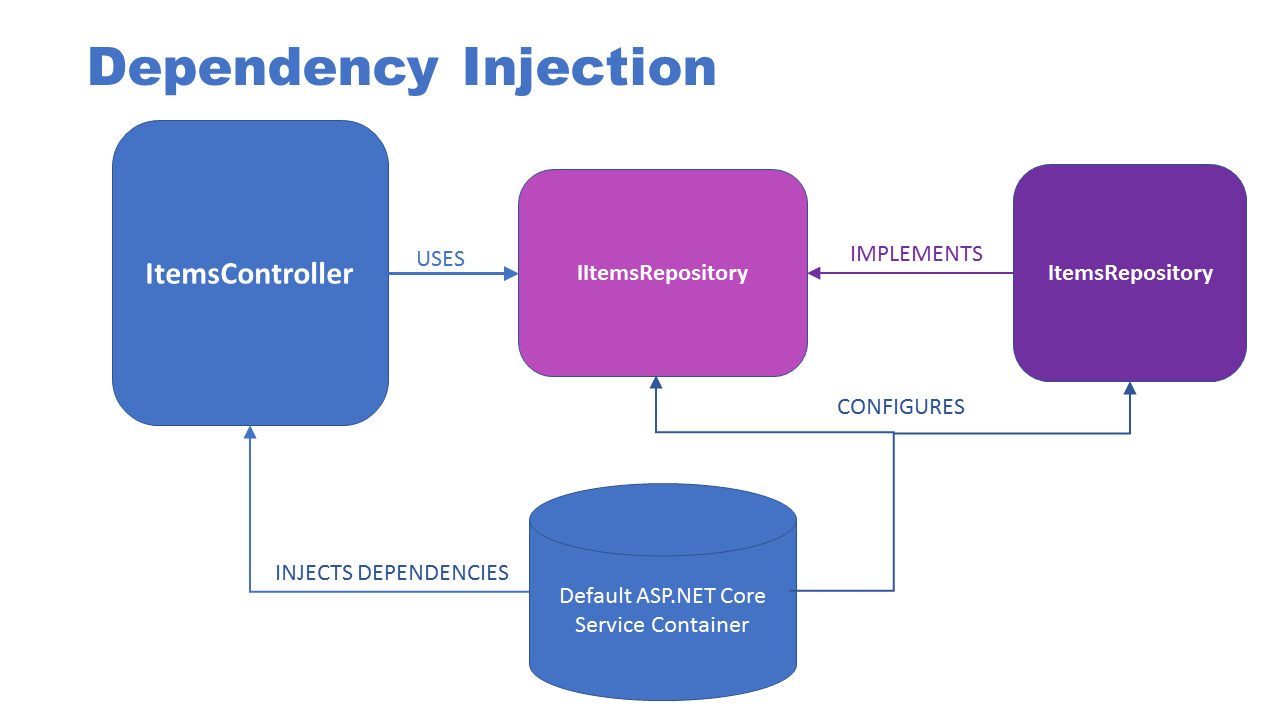 Dependency Injection
ItemsController
USES
IItemsRepository
IMPLEMENTS
ItemsRepository
CONFIGURES
INJECTS DEPENDENCIES
Default ASP.NET Core
Service Container